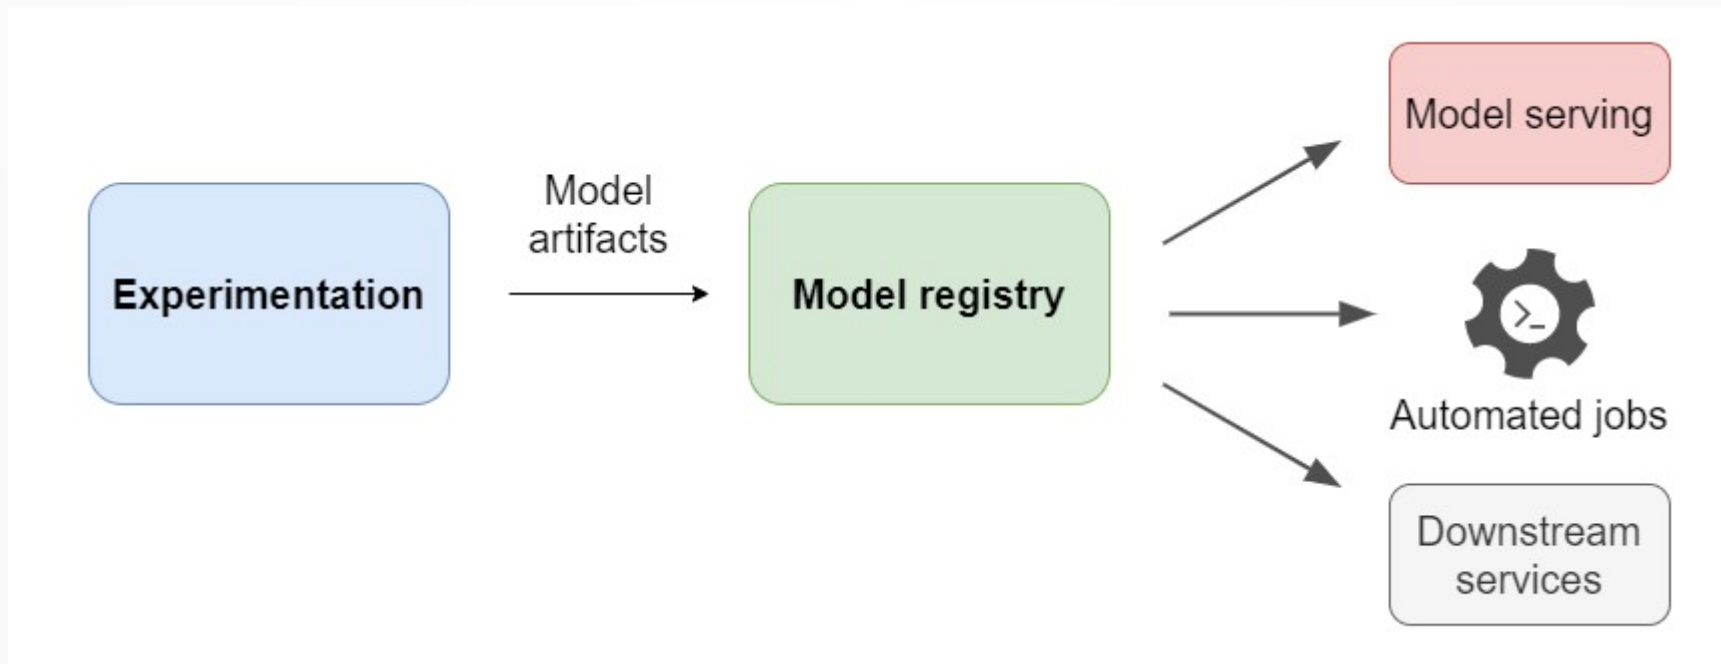 Experimentation
Model
artifacts
Model registry
Model serving
>_
Automated jobs
Downstream
services